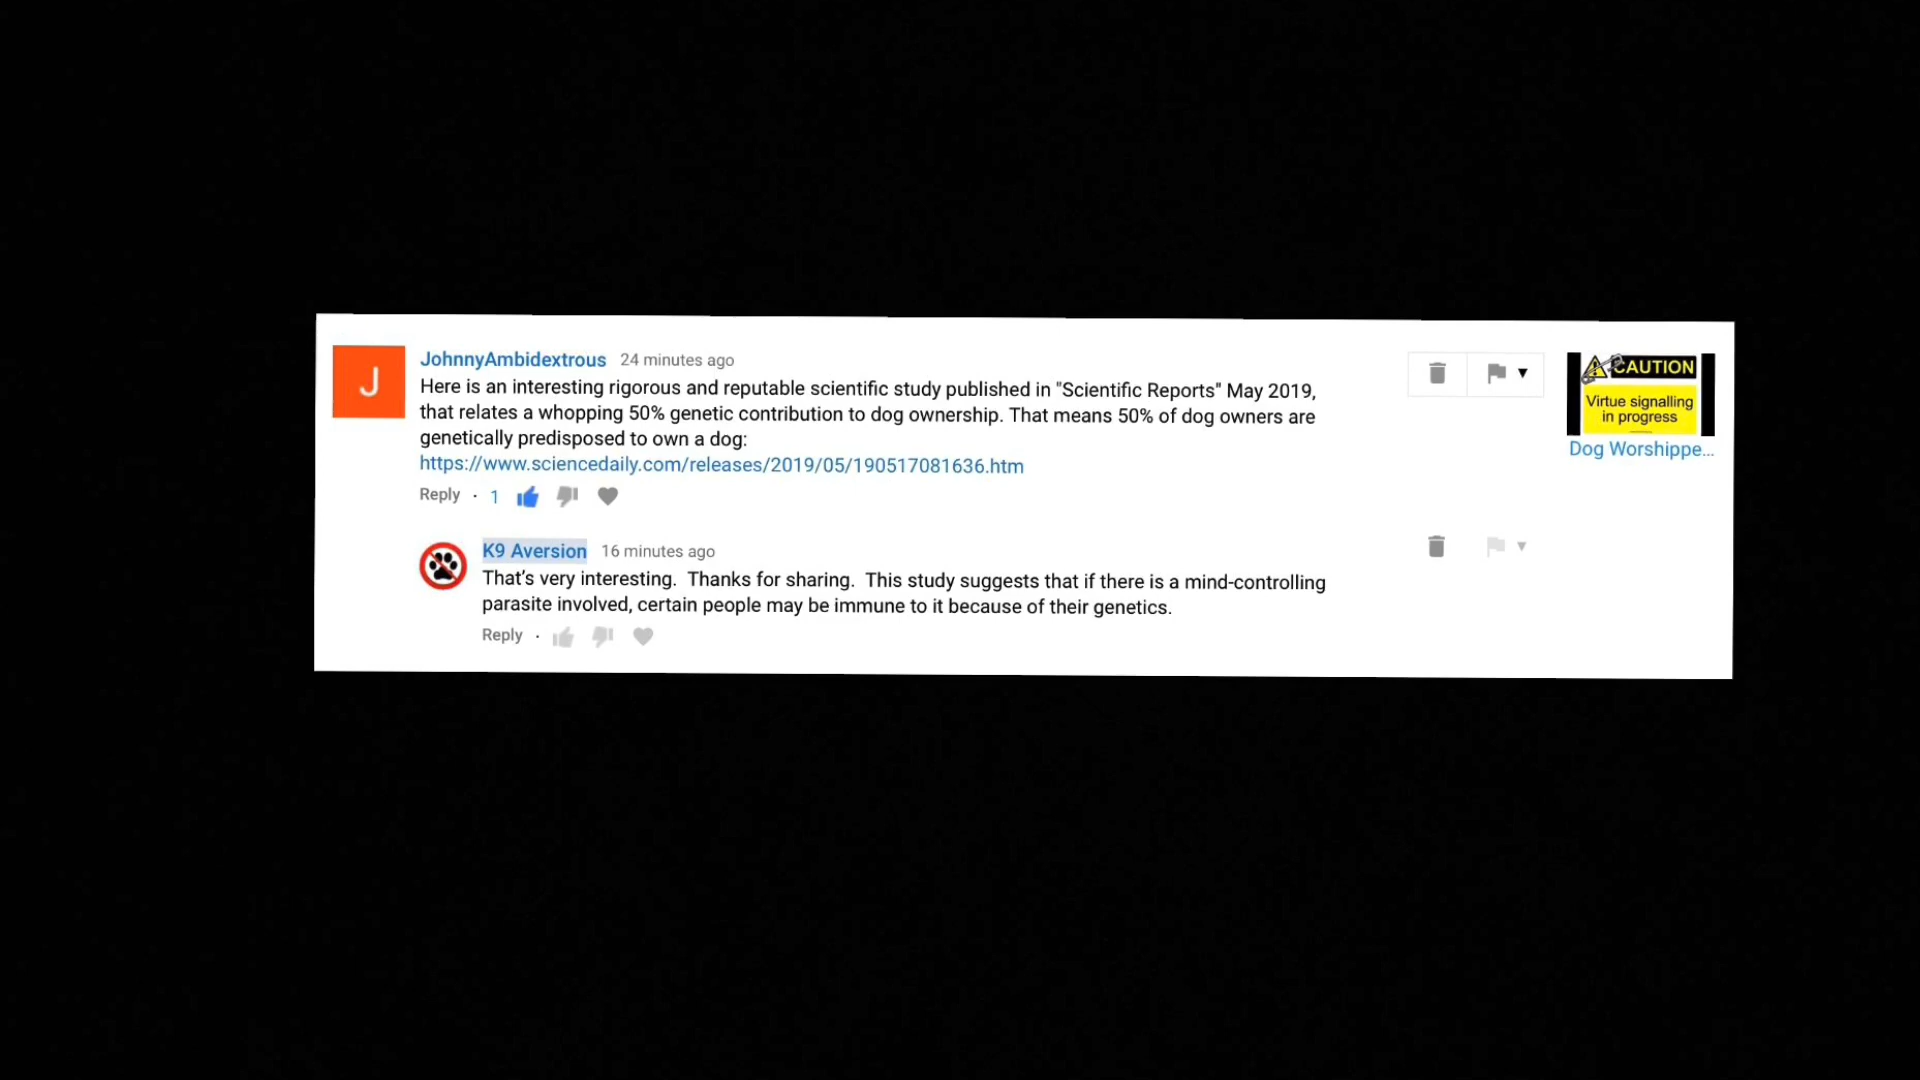 J
JohnnyAmbidextrous 24 minutes ago
Here is an interesting rigorous and reputable scientific study published in "Scientific Reports" May 2019,
that relates a whopping 50% genetic contribution to dog ownership. That means 50% of dog owners are
genetically predisposed to own a dog:
https://www.sciencedaily.com/releases/2019/05/190517081636.htm
Reply · 1
CAUTION
Virtue signalling
in progress
Dog Worshippe...
K9 Aversion 16 minutes ago
That's very interesting. Thanks for sharing. This study suggests that if there is a mind-controlling
parasite involved, certain people may be immune to it because of their genetics.
Reply ·